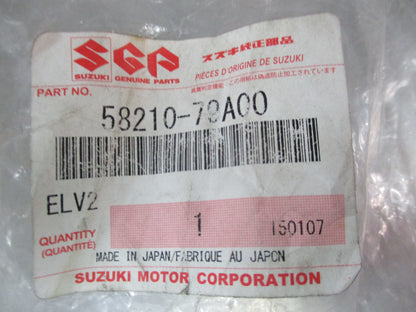 SGP スズキ純正部品
SUZUKI GENUINE PARTS
PIÈCES D'ORIGINE DE SUZUKI
PART NO.
58210-79A00
ELV2
1 150107
QUANTITY
(QUANTITÉ)
MADE IN JAPAN/FABRIQUE AU JAPON
SUZUKI MOTOR CORPORATION